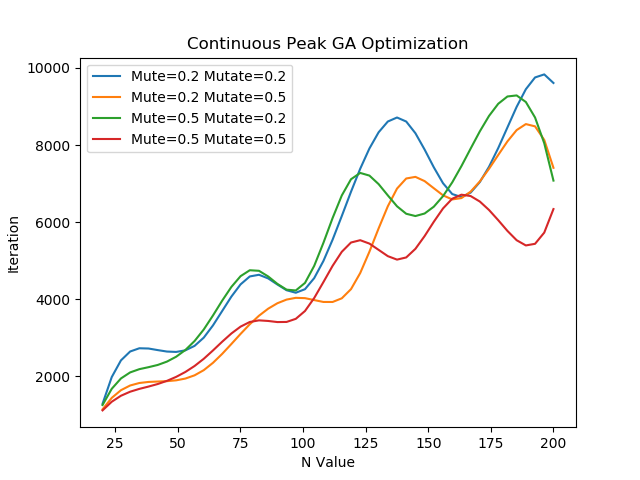 Continuous Peak GA Optimization
Mute=0.2 Mutate=0.2
Mute=0.2 Mutate=0.5
Mute=0.5 Mutate=0.2
Mute=0.5 Mutate=0.5
10000
8000
6000
4000
2000
Iteration
25 50 75 100 125 150 175 200
N Value